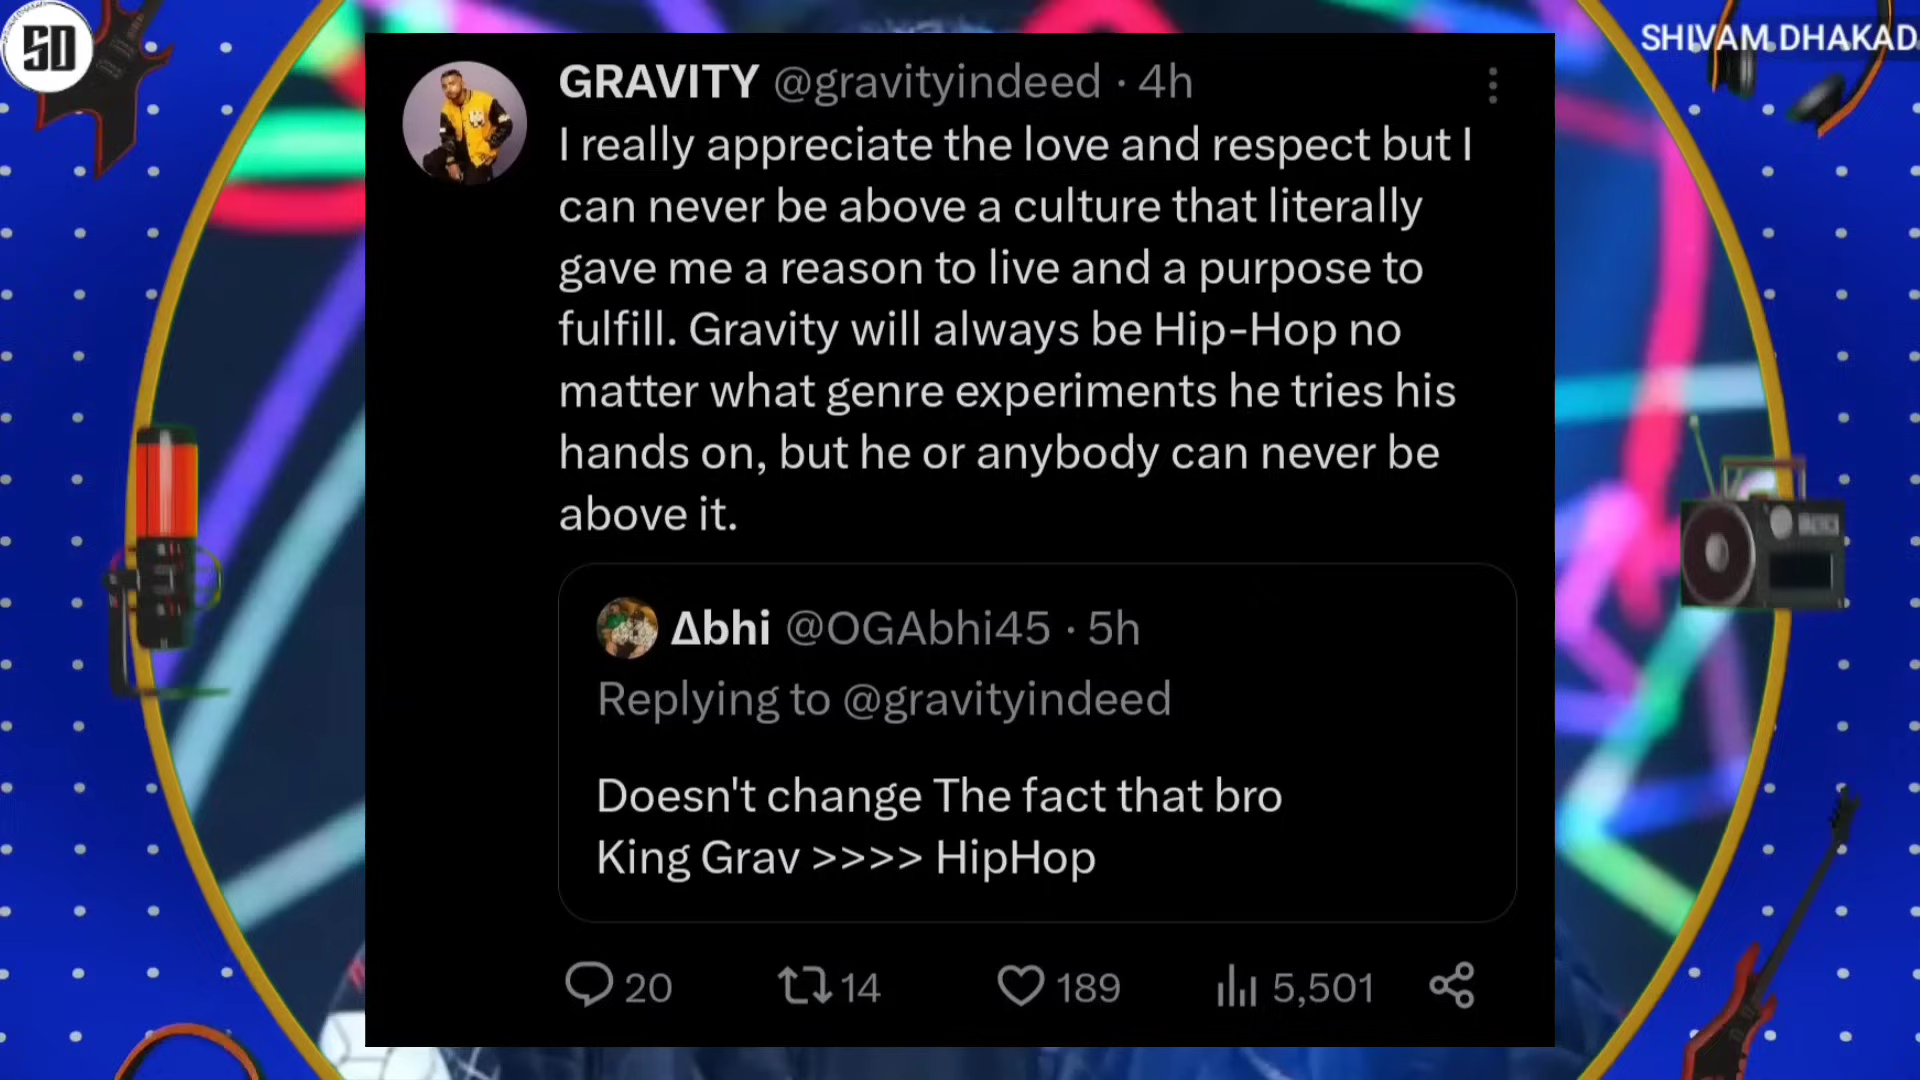 SD
SHIVAM DHAKAD
GRAVITY @gravityindeed · 4h
I really appreciate the love and respect but I
can never be above a culture that literally
gave me a reason to live and a purpose to
fulfill. Gravity will always be Hip-Hop no
matter what genre experiments he tries his
hands on, but he or anybody can never be
above it.
Δbhi @OGAbhi45 · 5h
Replying to @gravityindeed
Doesn't change The fact that bro
King Grav >>>> HipHop
20 14 189 5,501